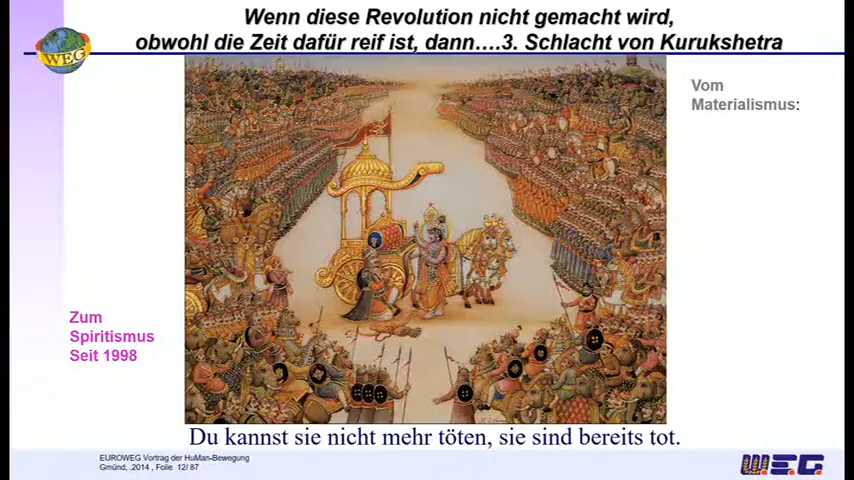 Wenn diese Revolution nicht gemacht wird,
obwohl die Zeit dafür reif ist, dann….3. Schlacht von Kurukshetra
WEG
Vom
Materialismus:
Zum
Spiritismus
Seit 1998
Du kannst sie nicht mehr töten, sie sind bereits tot.
EUROWEG Vortrag der HuMan-Bewegung
Gmünd, .2014 , Folie 12/ 87
W.E.G.